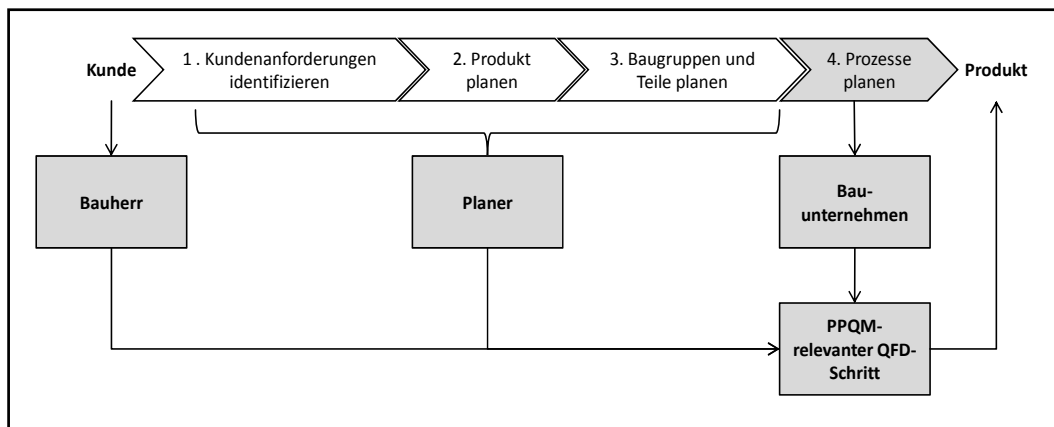 Kunde
1 . Kundenanforderungen
identifizieren
2. Produkt
planen
3. Baugruppen und
Teile planen
4. Prozesse
planen
Produkt
Bauherr
Planer
Bau-
unternehmen
PPQM-
relevanter QFD-
Schritt